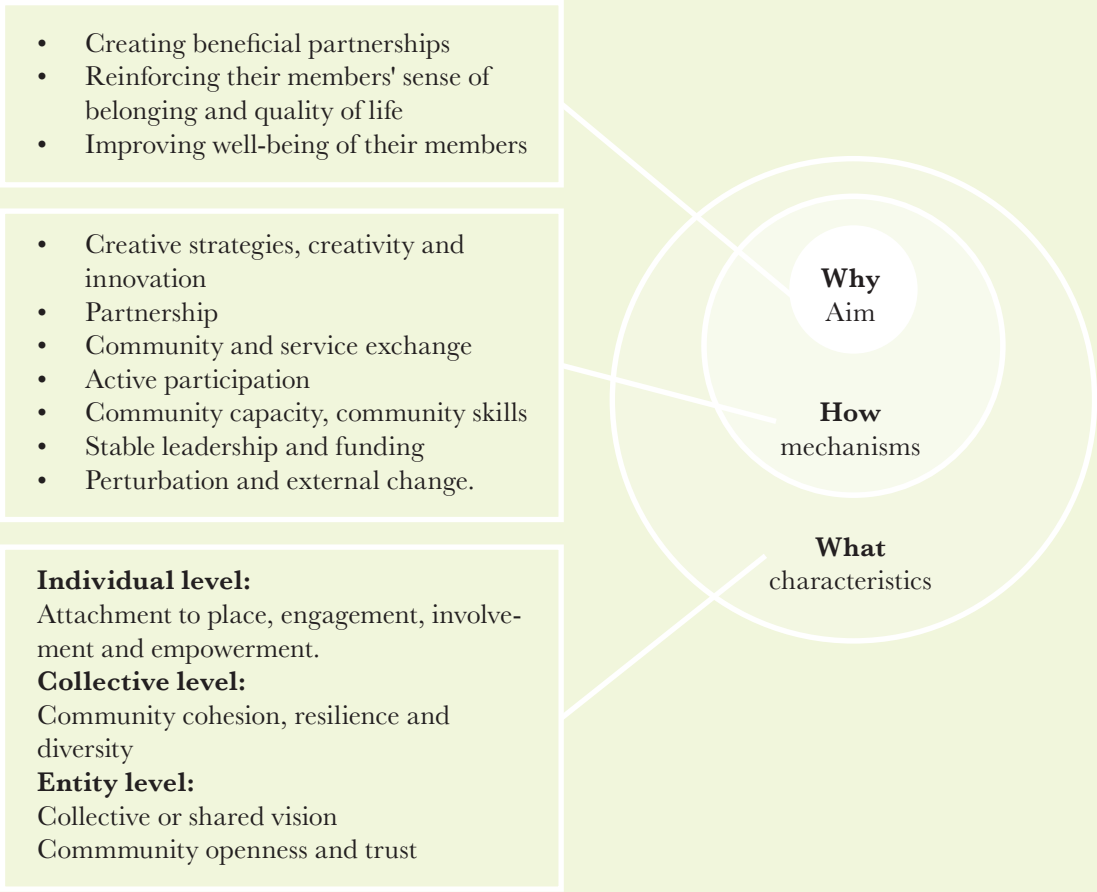 • Creating beneficial partnerships
• Reinforcing their members' sense of
belonging and quality of life
• Improving well-being of their members
• Creative strategies, creativity and
innovation
• Partnership
• Community and service exchange
• Active participation
• Community capacity, community skills
• Stable leadership and funding
• Perturbation and external change.
Individual level:
Attachment to place, engagement, involve-
ment and empowerment.
Collective level:
Community cohesion, resilience and
diversity
Entity level:
Collective or shared vision
Commmunity openness and trust
Why
Aim
How
mechanisms
What
characteristics